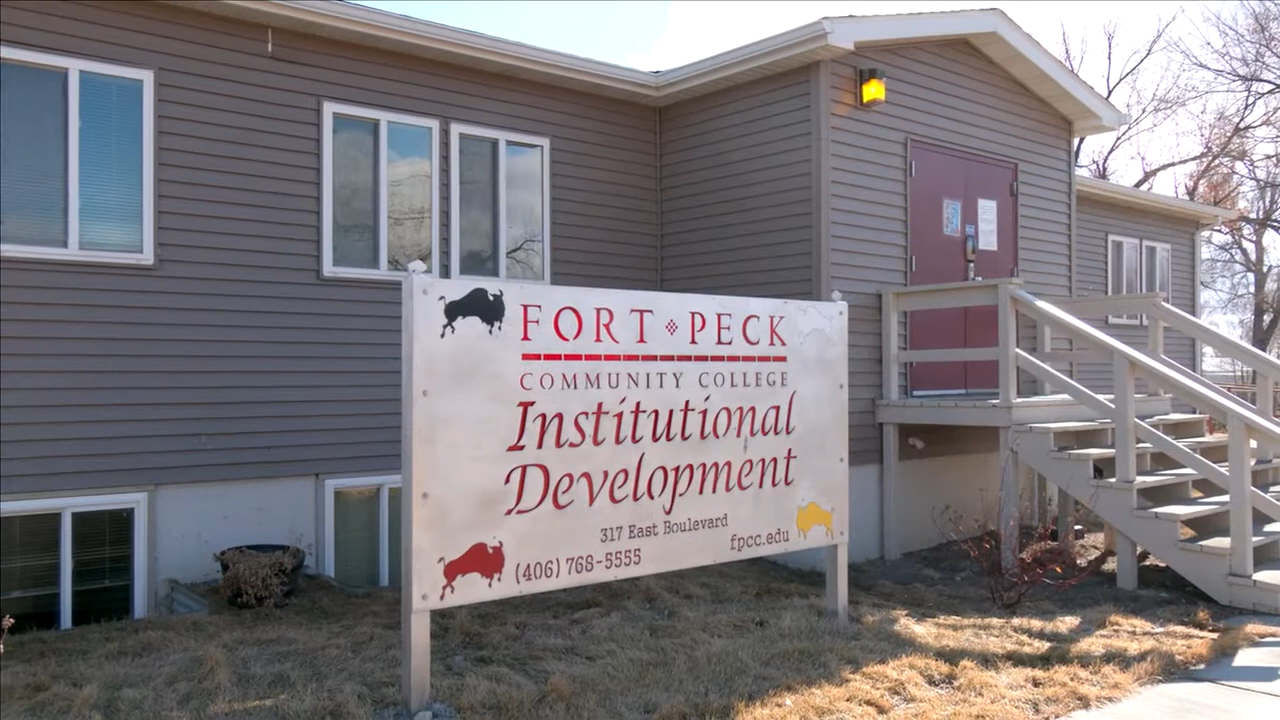 FORT PECK
COMMUNITY COLLEGE
Institutional
Development
317 East Boulevard
(406) 768-5555
fpcc.edu